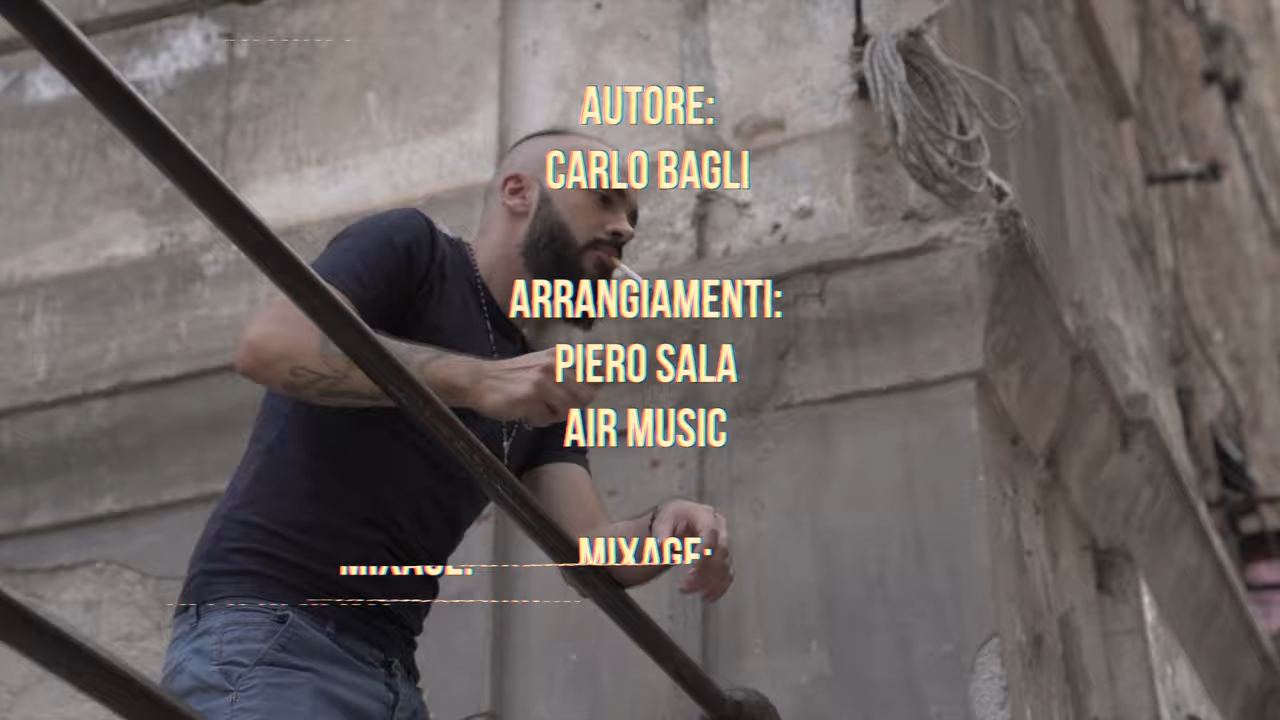 AUTORE:
CARLO BAGLI
ARRANGIAMENTI:
PIERO SALA
AIR MUSIC
MIXAGE: